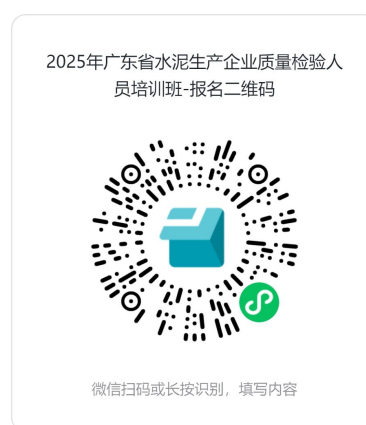 2025年广东省水泥生产企业质量检验人
员培训班-报名二维码
微信扫码或长按识别，填写内容